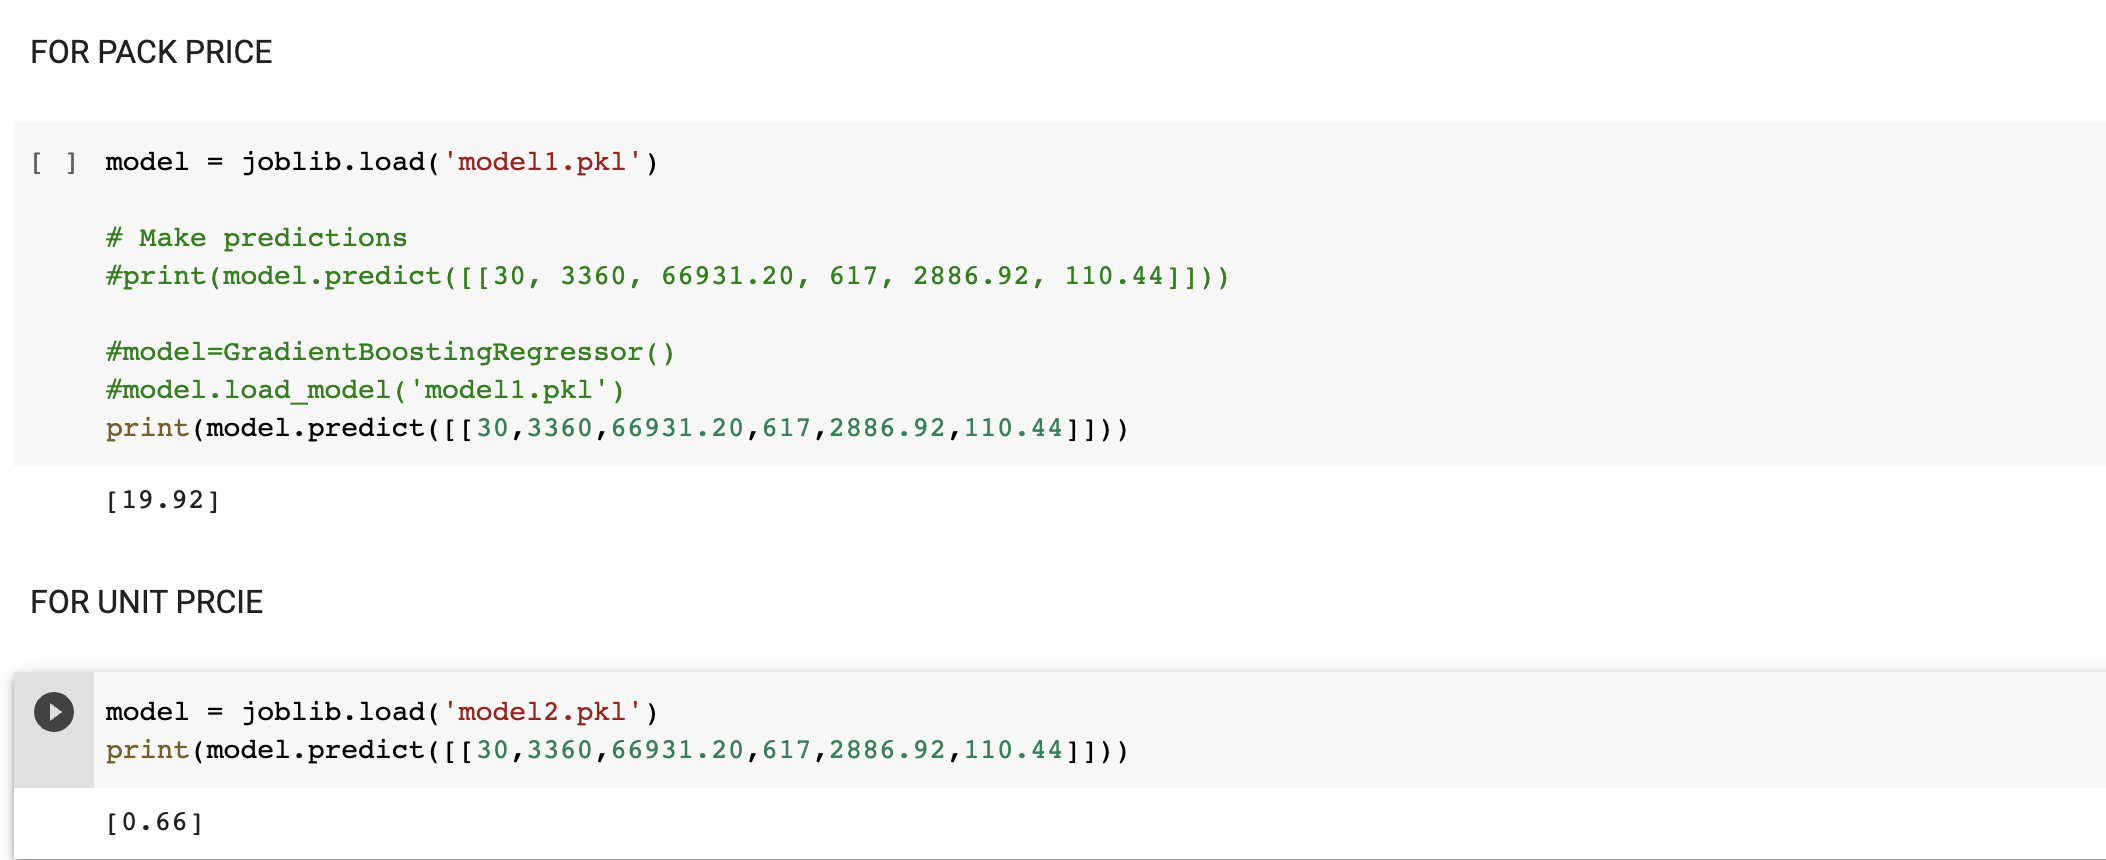 FOR PACK PRICE
[ ] model = joblib.load('model1.pkl')
# Make predictions
#print(model.predict([[30, 3360, 66931.20, 617, 2886.92, 110.44]]))
#model=GradientBoostingRegressor()
#model.load_model('model1.pkl')
print(model.predict([[30,3360,66931.20,617,2886.92,110.44]]))
[19.92]
FOR UNIT PRCIE
model = joblib.load('model2.pkl')
print(model.predict([[30,3360,66931.20,617,2886.92,110.44]]))
[0.66]